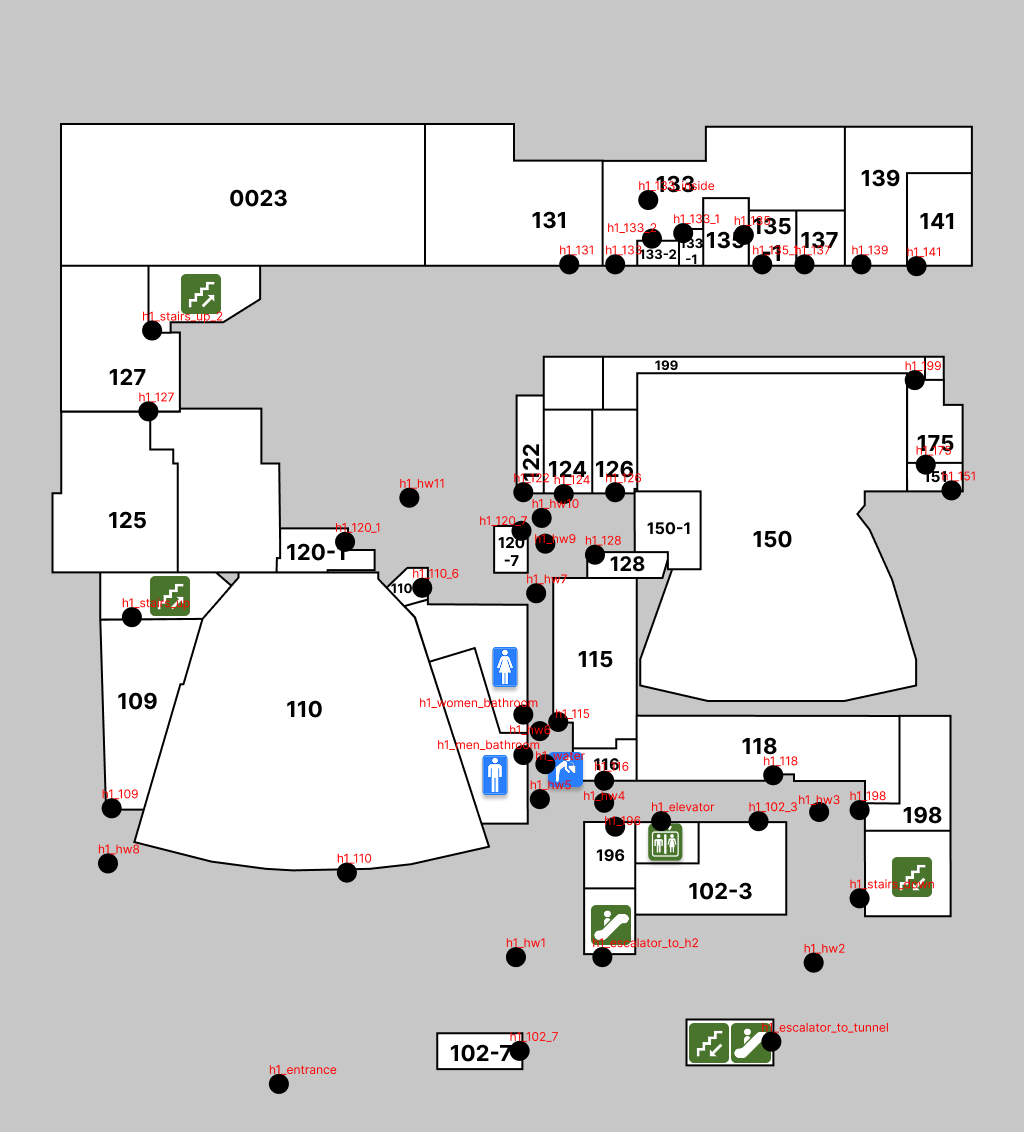 0023
131
133
h1_133_inside
h1_133_2
h1_133_1
133-2
133
-1
h1_131
h1_133
135
h1_135
135
-1
h1_135_1
137
h1_137
139
h1_139
141
h1_141
h1_stairs_up_2
127
h1_127
199
h1_199
122
124
126
h1_122
h1_124
h1_126
175
h1_175
151
h1_151
h1_hw11
h1_hw10
125
h1_120_1
120-1
h1_120_7
120
-7
h1_hw9
h1_128
128
150-1
150
h1_110_6
110
h1_hw7
h1_stairs_up
109
110
115
h1_women_bathroom
h1_115
h1_hw6
h1_men_bathroom
h1_water
116
h1_116
118
h1_118
h1_109
h1_hw5
h1_hw4
h1_196
h1_elevator
h1_102_3
h1_hw3
h1_198
198
h1_hw8
h1_110
196
102-3
h1_stairs_down
h1_hw1
h1_escalator_to_h2
h1_hw2
102-7
h1_102_7
h1_escalator_to_tunnel
h1_entrance